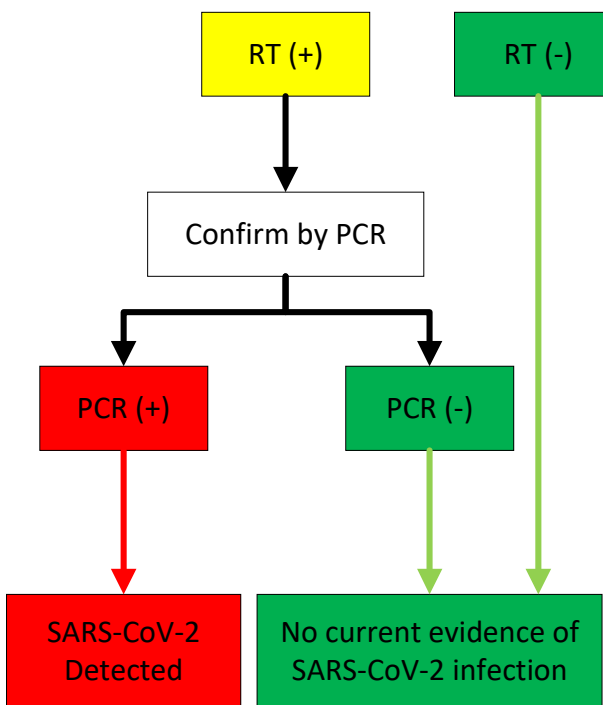 RT (+)
RT (-)
Confirm by PCR
PCR (+)
PCR (-)
SARS-CoV-2
Detected
No current evidence of
SARS-CoV-2 infection